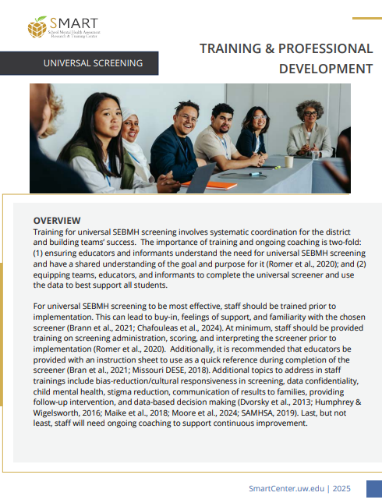 SMART
School Mental Health Assessment
Research & Training Center
TRAINING & PROFESSIONAL
DEVELOPMENT
UNIVERSAL SCREENING
OVERVIEW
Training for universal SEBMH screening involves systematic coordination for the district
and building teams' success. The importance of training and ongoing coaching is two-fold:
(1) ensuring educators and informants understand the need for universal SEBMH screening
and have a shared understanding of the goal and purpose for it (Romer et al., 2020); and (2)
equipping teams, educators, and informants to complete the universal screener and use
the data to best support all students.
For universal SEBMH screening to be most effective, staff should be trained prior to
implementation. This can lead to buy-in, feelings of support, and familiarity with the chosen
screener (Brann et al., 2021; Chafouleas et al., 2024). At minimum, staff should be provided
training on screening administration, scoring, and interpreting the screener prior to
implementation (Romer et al., 2020). Additionally, it is recommended that educators be
provided with an instruction sheet to use as a quick reference during completion of the
screener (Bran et al., 2021; Missouri DESE, 2018). Additional topics to address in staff
trainings include bias-reduction/cultural responsiveness in screening, data confidentiality,
child mental health, stigma reduction, communication of results to families, providing
follow-up intervention, and data-based decision making (Dvorsky et al., 2013; Humphrey &
Wigelsworth, 2016; Maike et al., 2018; Moore et al., 2024; SAMHSA, 2019). Last, but not
least, staff will need ongoing coaching to support continuous improvement.
SmartCenter.uw.edu | 2025